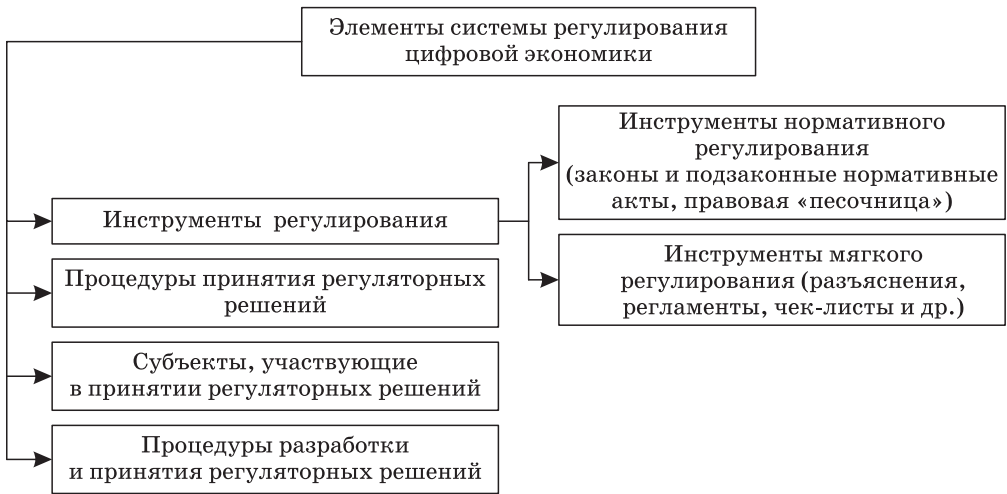 Элементы системы регулирования
цифровой экономики
Инструменты регулирования
Инструменты нормативного
регулирования
(законы и подзаконные нормативные
акты, правовая «песочница»)
Инструменты мягкого
регулирования (разъяснения,
регламенты, чек-листы и др.)
Процедуры принятия регуляторных
решений
Субъекты, участвующие
в принятии регуляторных решений
Процедуры разработки
и принятия регуляторных решений